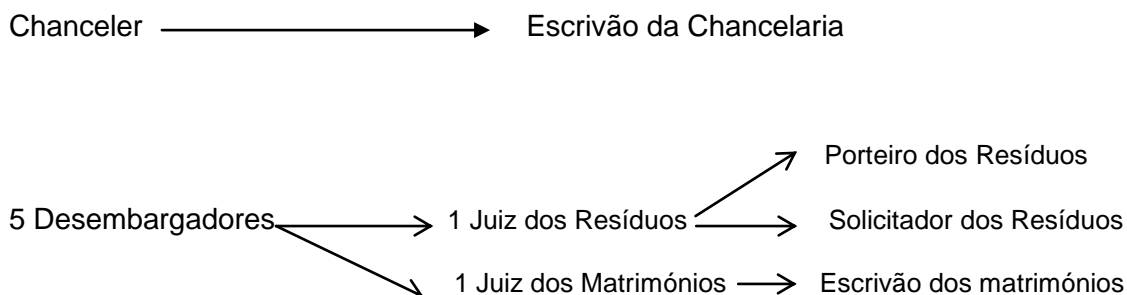 Chanceler Escrivão da Chancelaria
Porteiro dos Resíduos
5 Desembargadores 1 Juiz dos Resíduos Solicitador dos Resíduos
1 Juiz dos Matrimónios Escrivão dos matrimónios